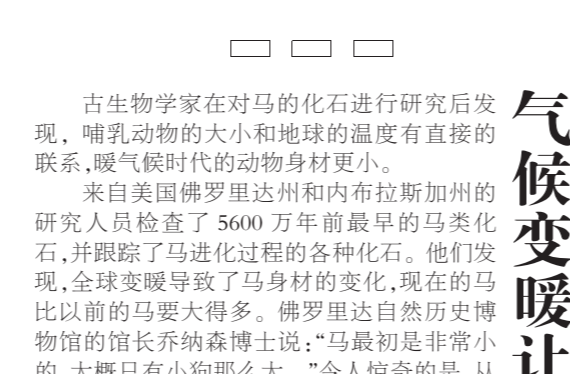 古生物学家在对马的化石进行研究后发
现，哺乳动物的大小和地球的温度有直接的
联系,暖气候时代的动物身材更小。
来自美国佛罗里达州和内布拉斯加州的
研究人员检查了 5600 万年前最早的马类化
石,并跟踪了马进化过程的各种化石。他们发
现,全球变暖导致了马身材的变化,现在的马
比以前的马要大得多。佛罗里达自然历史博
物馆的馆长乔纳森博士说:“马最初是非常小
的,大概只有小狗那么大。”令人惊奇的是,从
气候变暖让